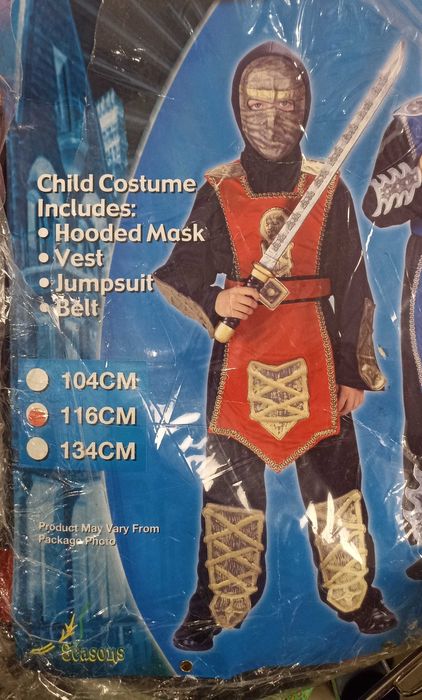 Child Costume
Includes:
• Hooded Mask
• Vest
• Jumpsuit
• Belt
104CM
116CM
134CM
Product May Vary From
Package Photo
Seasons